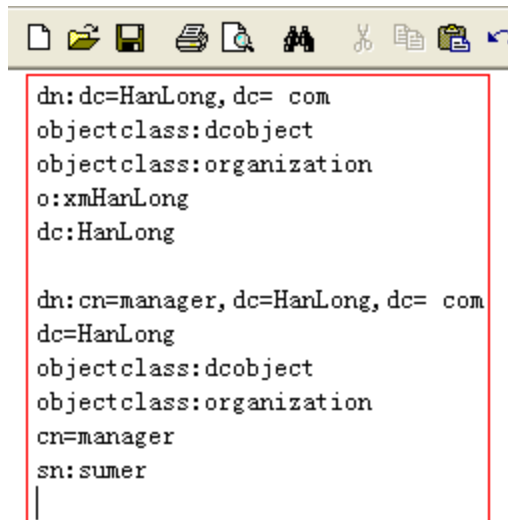 dn:dc=HanLong,dc= com
objectclass:dcobject
objectclass:organization
o:xmHanLong
dc:HanLong
dn:cn=manager,dc=HanLong,dc= com
dc=HanLong
objectclass:dcobject
objectclass:organization
cn=manager
sn:sumer